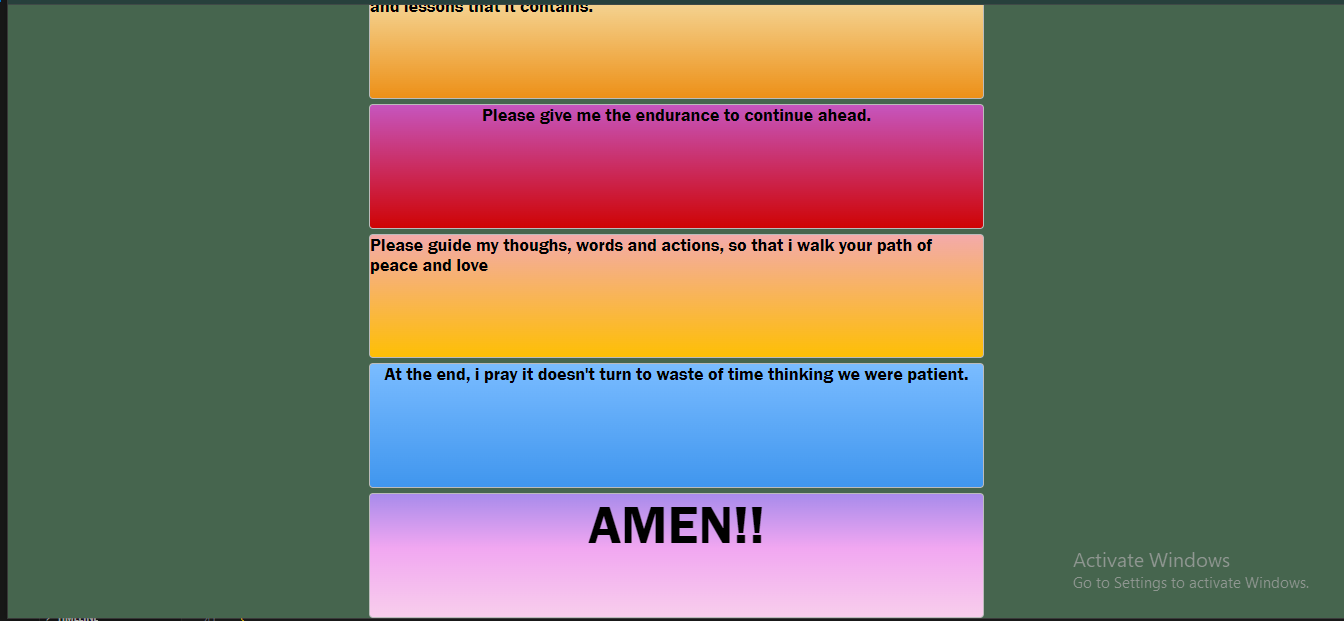 and lessons that it contains.
Please give me the endurance to continue ahead.
Please guide my thoughs, words and actions, so that i walk your path of
peace and love
At the end, i pray it doesn't turn to waste of time thinking we were patient.
AMEN!!
Activate Windows
Go to Settings to activate Windows.